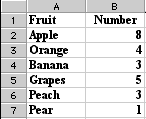 A B
1 Fruit Number
2 Apple 8
3 Orange 4
4 Banana 3
5 Grapes 5
6 Peach 3
7 Pear 1